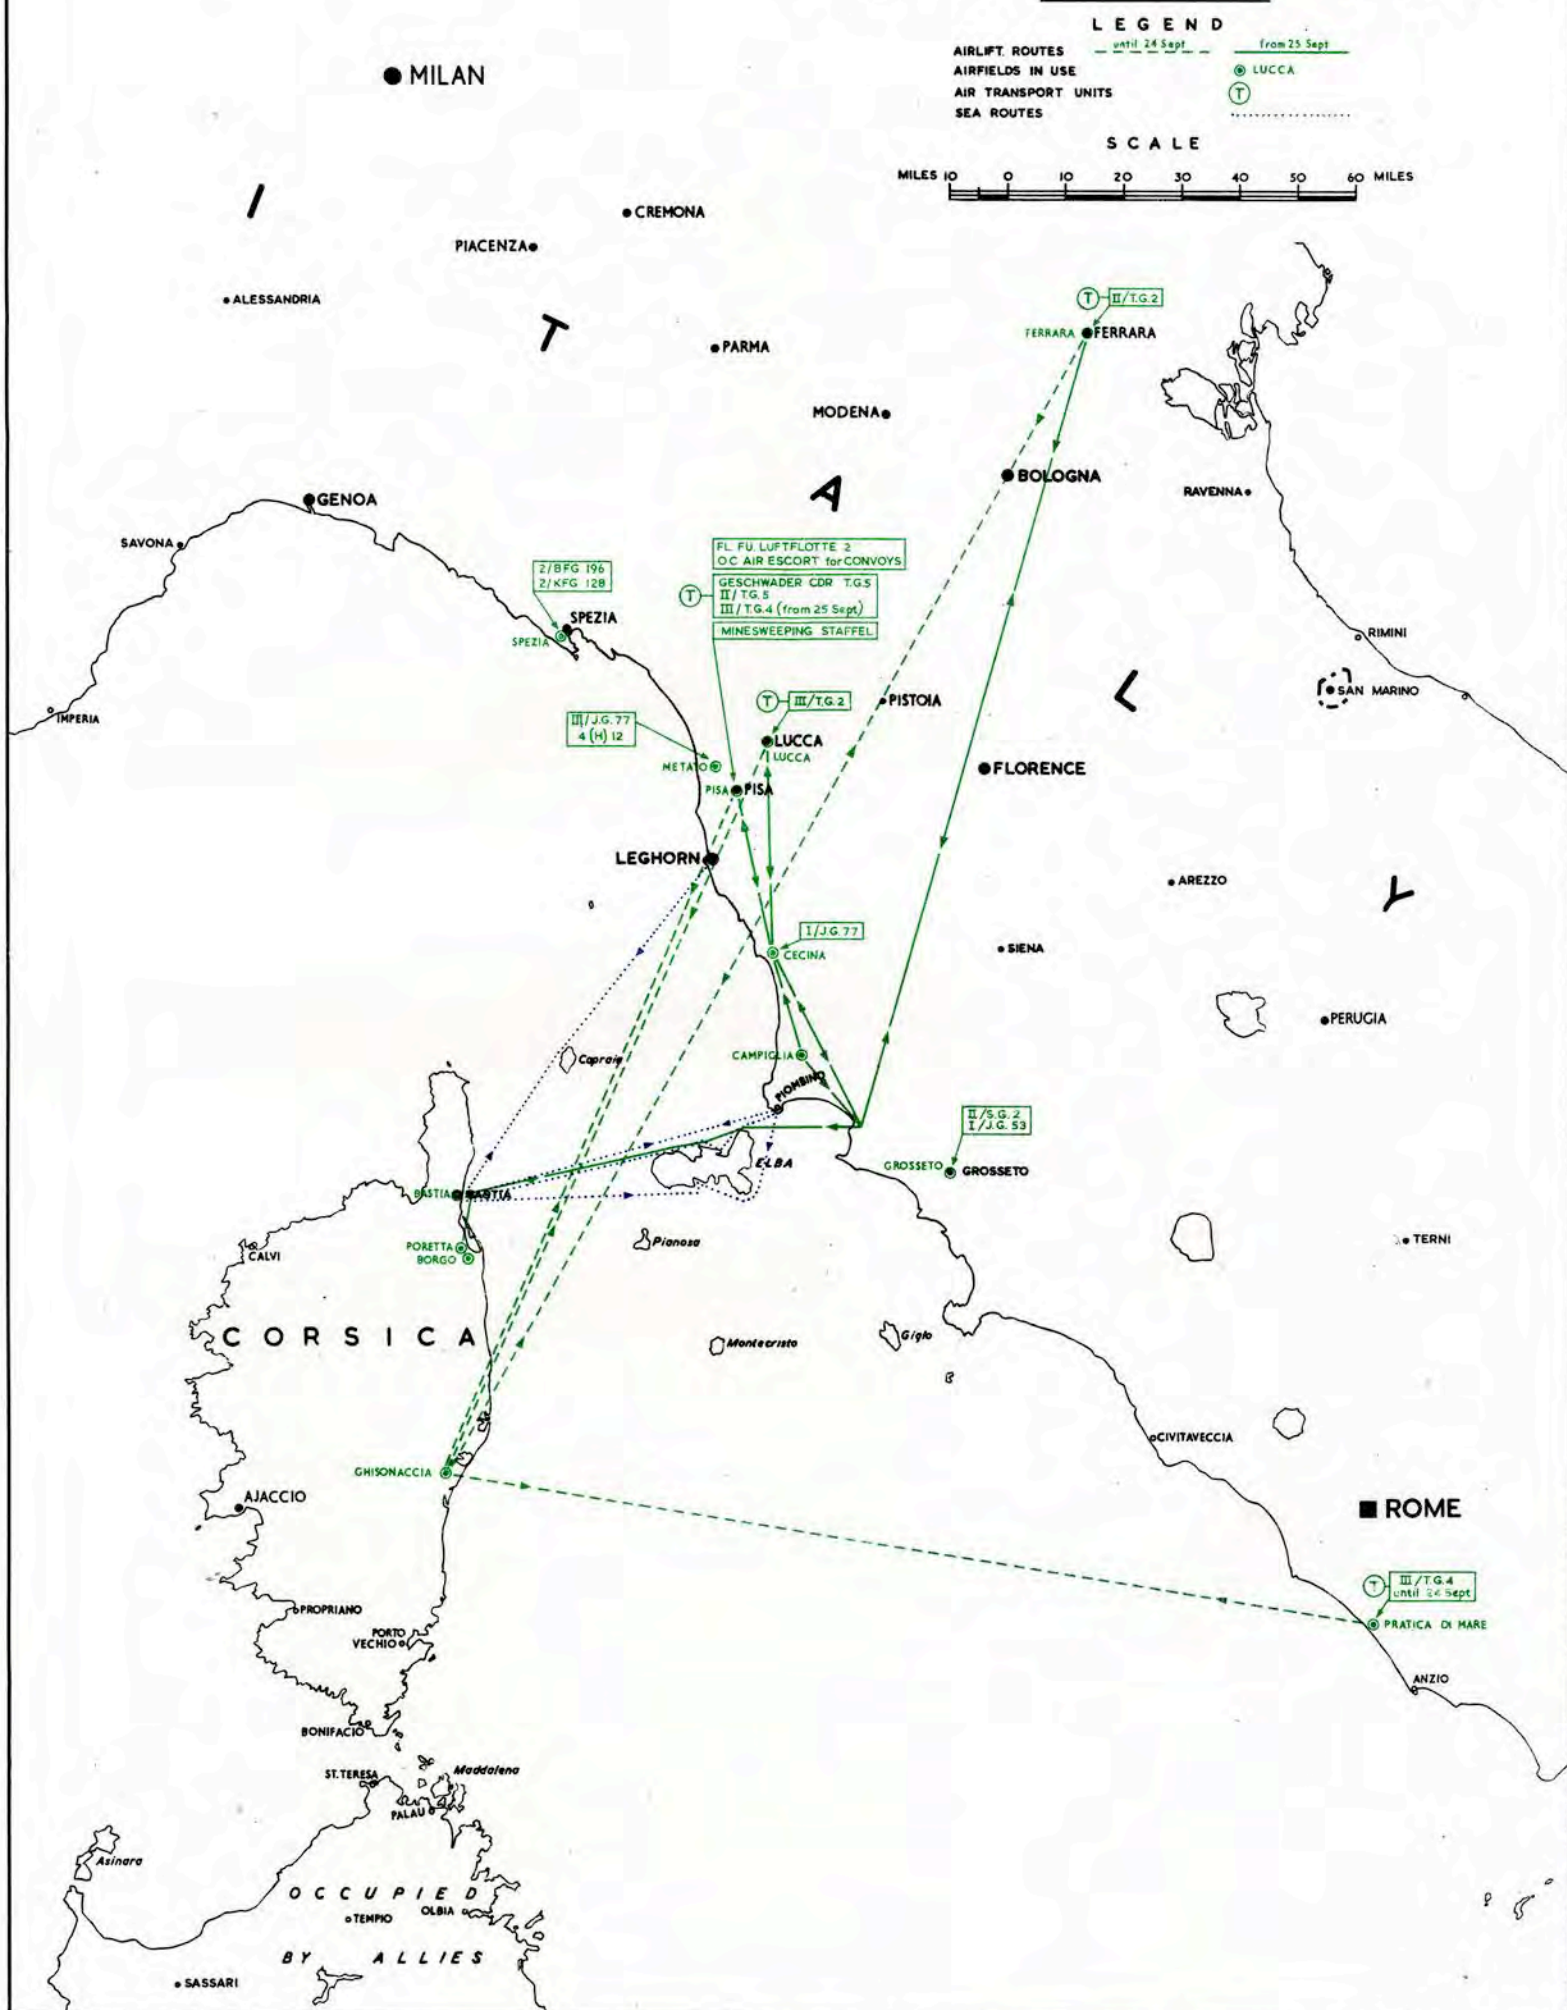 LEGEND
AIRLIFT ROUTES until 24 Sept from 25 Sept
AIRFIELDS IN USE LUCCA
AIR TRANSPORT UNITS T
SEA ROUTES
SCALE
MILES 10 0 10 20 30 40 50 60 MILES
MILAN
I
CREMONA
PIACENZA
ALESSANDRIA
T
T II/T.G.2
FERRARA FERRARA
PARMA
MODENA
BOLOGNA
A
RAVENNA
GENOA
SAVONA
FL. FU. LUFTFLOTTE 2
O C AIR ESCORT for CONVOYS
2/BFG 196
2/KFG 128
T GESCHWADER CDR T.G.5
II/T.G.5
III/T.G.4 (from 25 Sept)
MINESWEEPING STAFFEL
SPEZIA
SPEZIA
RIMINI
SAN MARINO
L
T III/T.G.2
PISTOIA
IMPERIA
III/J.G.77
4 (H) 12
LUCCA
LUCCA
METATO
FLORENCE
PISA PISA
LEGHORN
AREZZO
Y
I/J.G.77
CECINA
SIENA
PERUGIA
Capraia
CAMPIGLIA
PIOMBINO
II/S.G.2
I/J.G.53
ELBA
GROSSETO GROSSETO
BASTIA BASTIA
PORETTA
BORGO
CALVI
Pianosa
TERNI
CORSICA
Montecristo
Giglo
CIVITAVECCIA
GHISONACCIA
AJACCIO
ROME
T III/T.G.4
until 24 Sept
PRATICA DI MARE
PROPRIANO
PORTO
VECHIO
ANZIO
BONIFACIO
ST. TERESA
Maddalena
PALAU
Asinara
OCCUPIED
TEMPIO
OLBIA
BY ALLIES
SASSARI